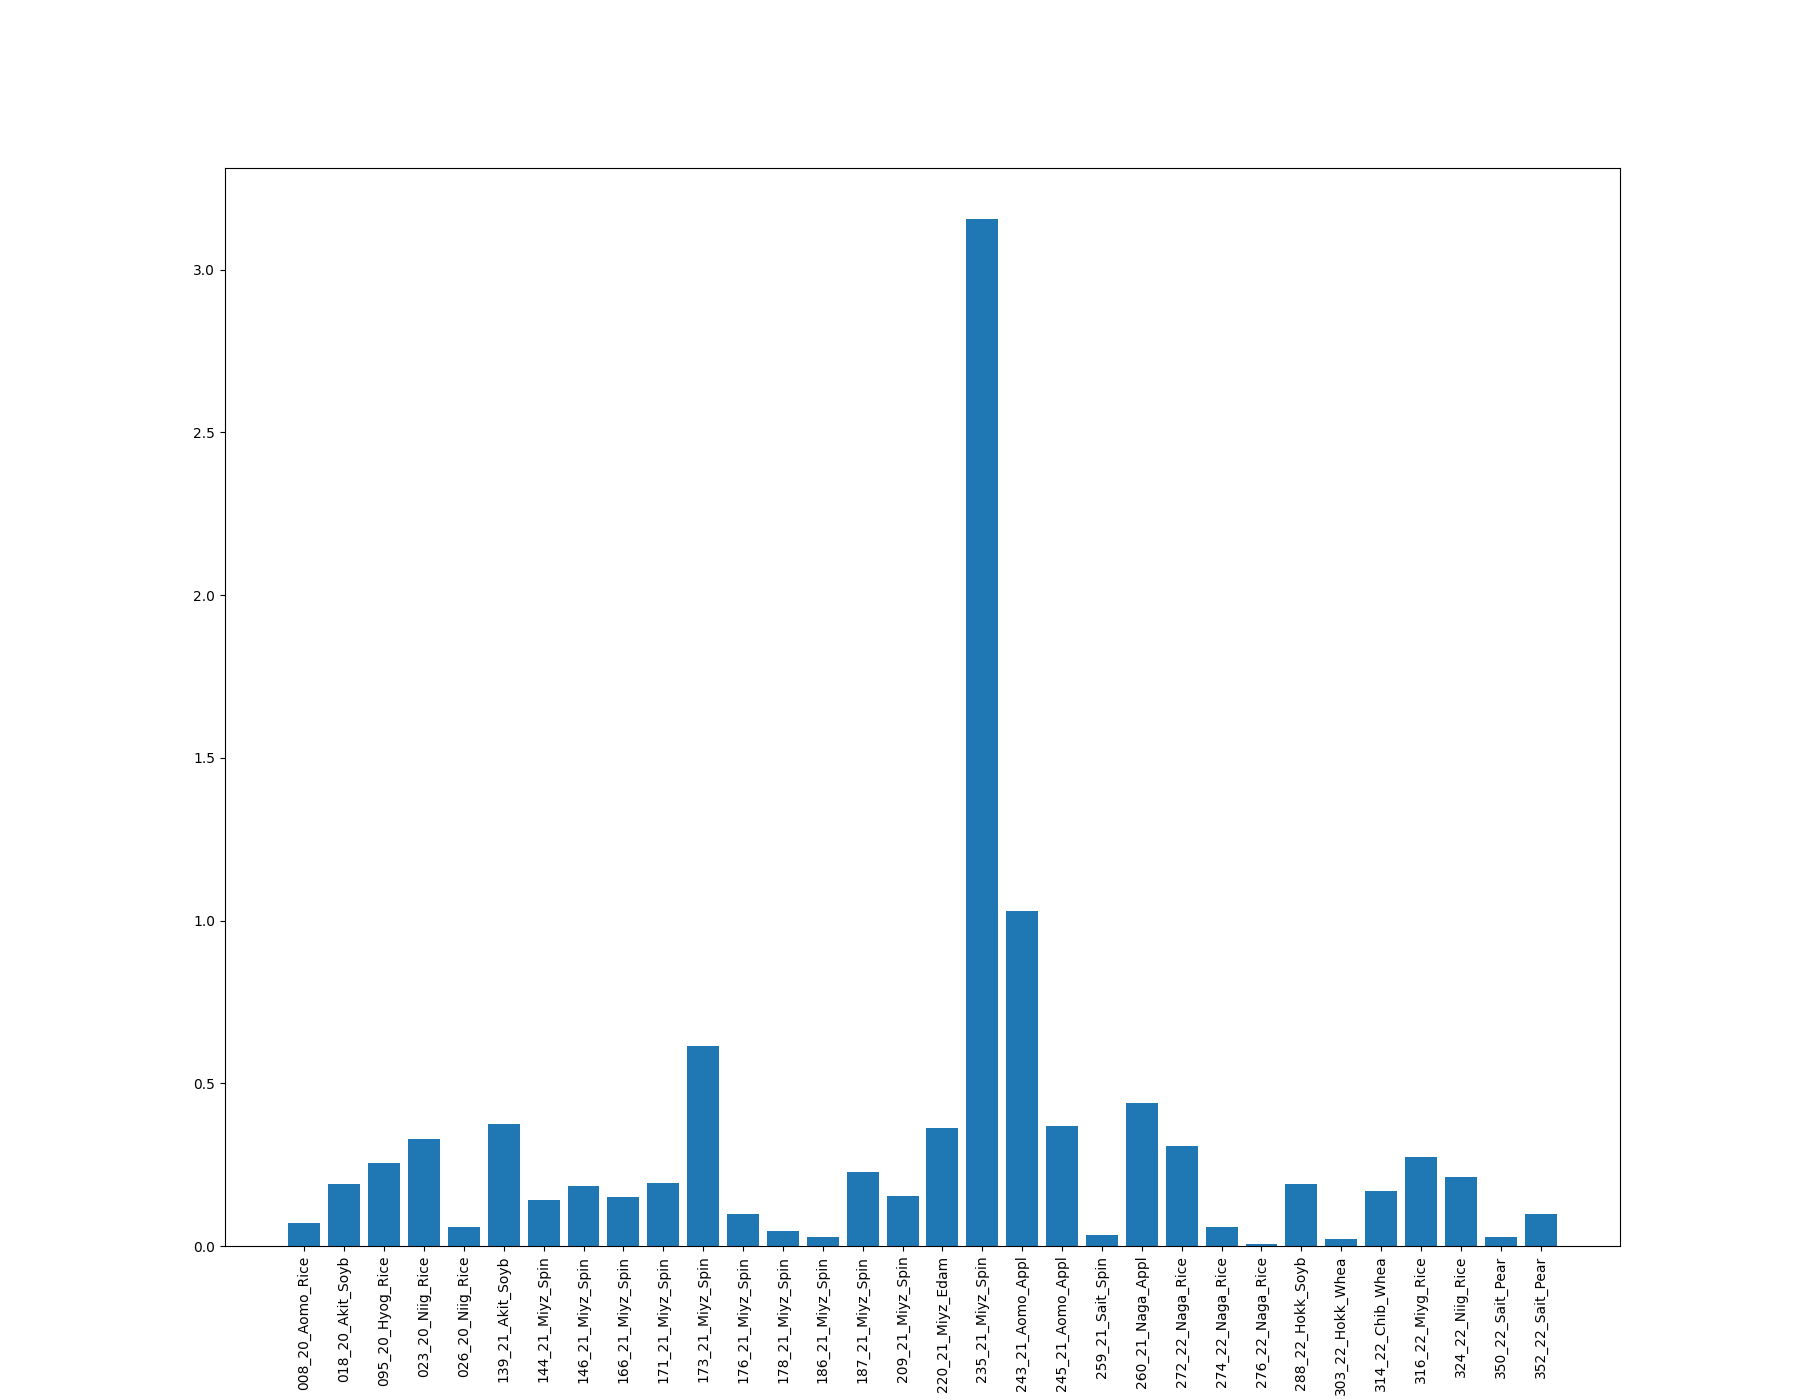 3.0
2.5
2.0
1.5
1.0
0.5
0.0
008_20_Aomo_Rice
018_20_Akit_Soyb
095_20_Hyog_Rice
023_20_Niig_Rice
026_20_Niig_Rice
139_21_Akit_Soyb
144_21_Miyz_Spin
146_21_Miyz_Spin
166_21_Miyz_Spin
171_21_Miyz_Spin
173_21_Miyz_Spin
176_21_Miyz_Spin
178_21_Miyz_Spin
186_21_Miyz_Spin
187_21_Miyz_Spin
209_21_Miyz_Spin
220_21_Miyz_Edam
235_21_Miyz_Spin
243_21_Aomo_Appl
245_21_Aomo_Appl
259_21_Sait_Spin
260_21_Naga_Appl
272_22_Naga_Rice
274_22_Naga_Rice
276_22_Naga_Rice
288_22_Hokk_Soyb
303_22_Hokk_Whea
314_22_Chib_Whea
316_22_Miyg_Rice
324_22_Niig_Rice
350_22_Sait_Pear
352_22_Sait_Pear